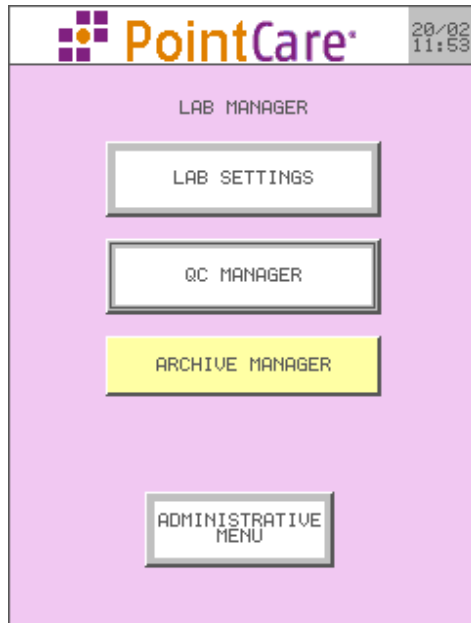 PointCare
20/02
11:53
LAB MANAGER
LAB SETTINGS
QC MANAGER
ARCHIVE MANAGER
ADMINISTRATIVE
MENU